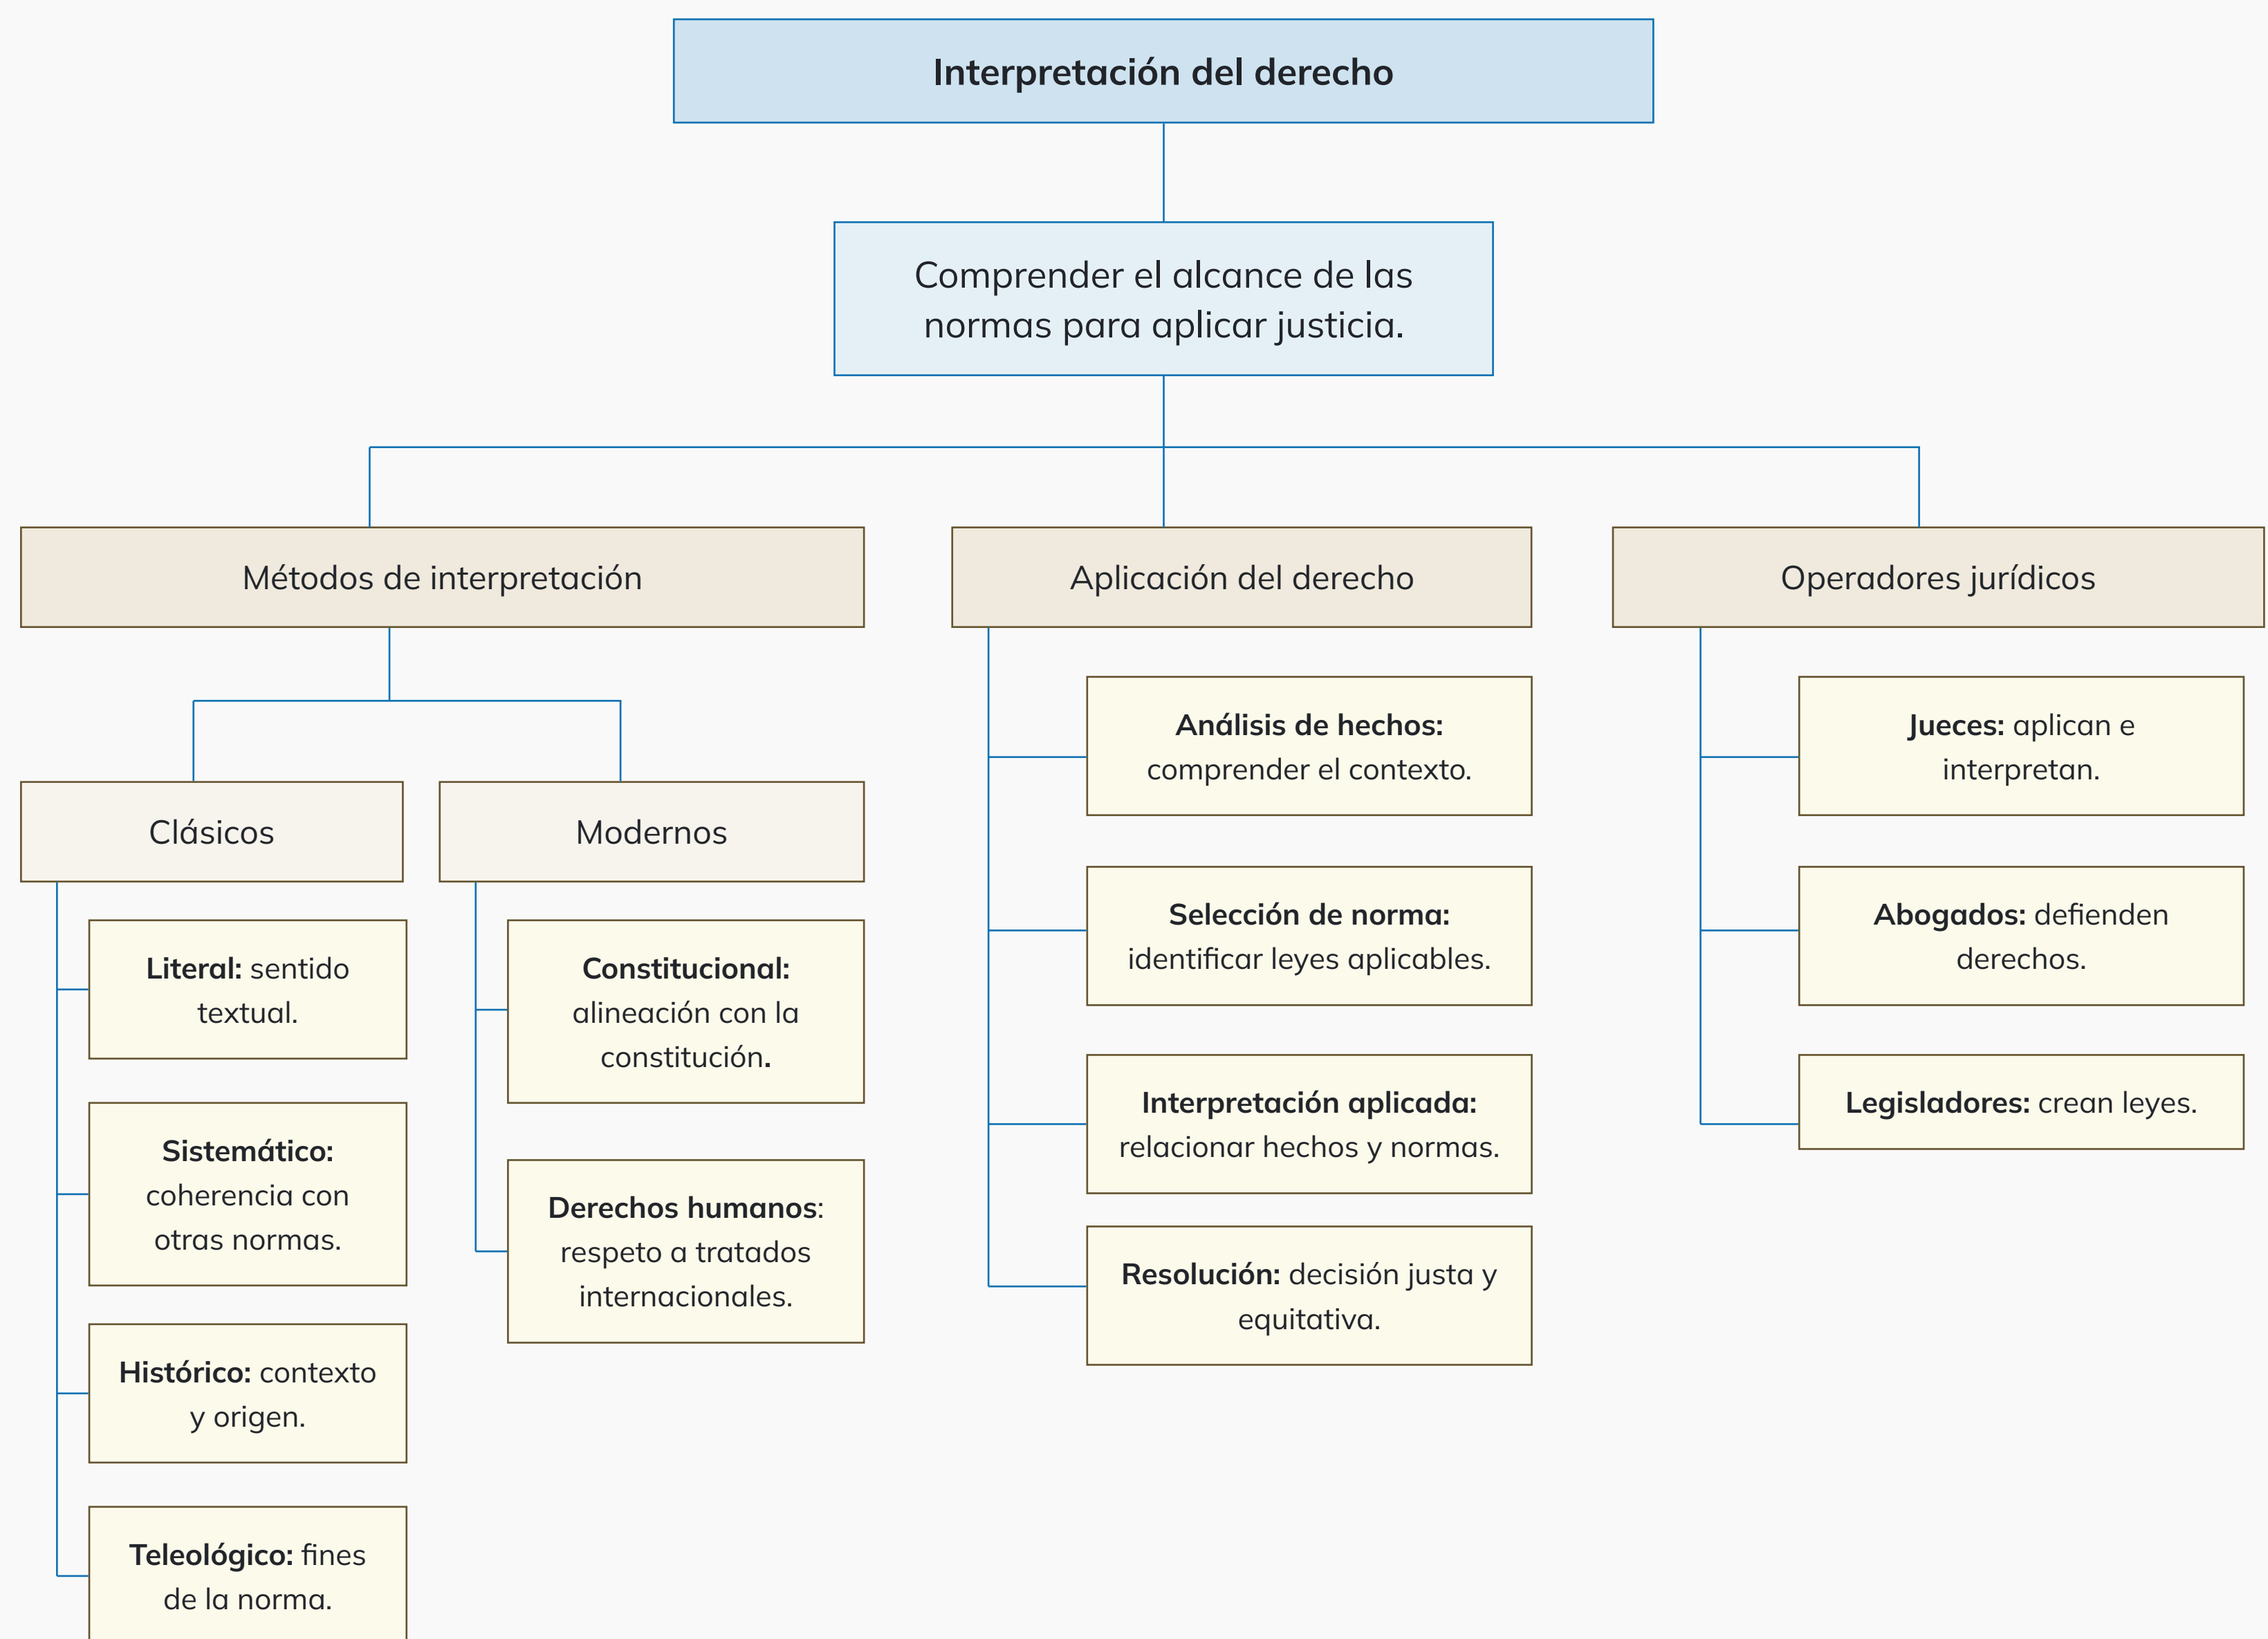 Interpretación del derecho
Comprender el alcance de las
normas para aplicar justicia.
Métodos de interpretación
Clásicos
Literal: sentido
textual.
Sistemático:
coherencia con
otras normas.
Histórico: contexto
y origen.
Teleológico: fines
de la norma.
Modernos
Constitucional:
alineación con la
constitución.
Derechos humanos:
respeto a tratados
internacionales.
Aplicación del derecho
Análisis de hechos:
comprender el contexto.
Selección de norma:
identificar leyes aplicables.
Interpretación aplicada:
relacionar hechos y normas.
Resolución: decisión justa y
equitativa.
Operadores jurídicos
Jueces: aplican e
interpretan.
Abogados: defienden
derechos.
Legisladores: crean leyes.